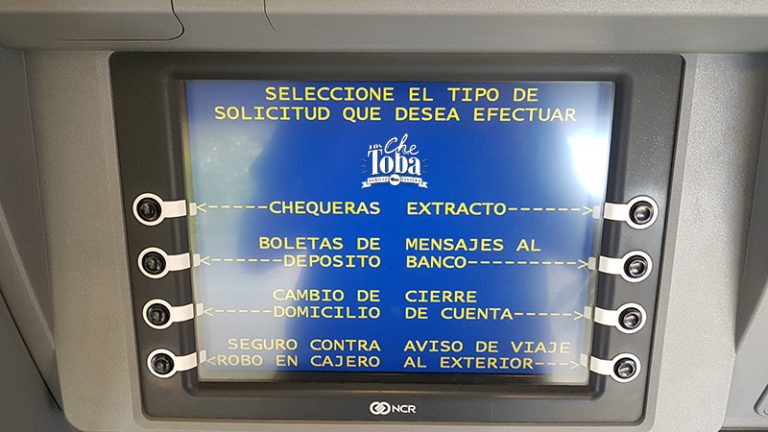 SELECCIONE EL TIPO DE
SOLICITUD QUE DESEA EFECTUAR
LOS Che
Toba
<-----CHEQUERAS EXTRACTO------>
BOLETAS DE MENSAJES AL
<-----DEPOSITO BANCO--------->
CAMBIO DE CIERRE
<----DOMICILIO DE CUENTA----->
SEGURO CONTRA AVISO DE VIAJE
<ROBO EN CAJERO AL EXTERIOR--->
NCR